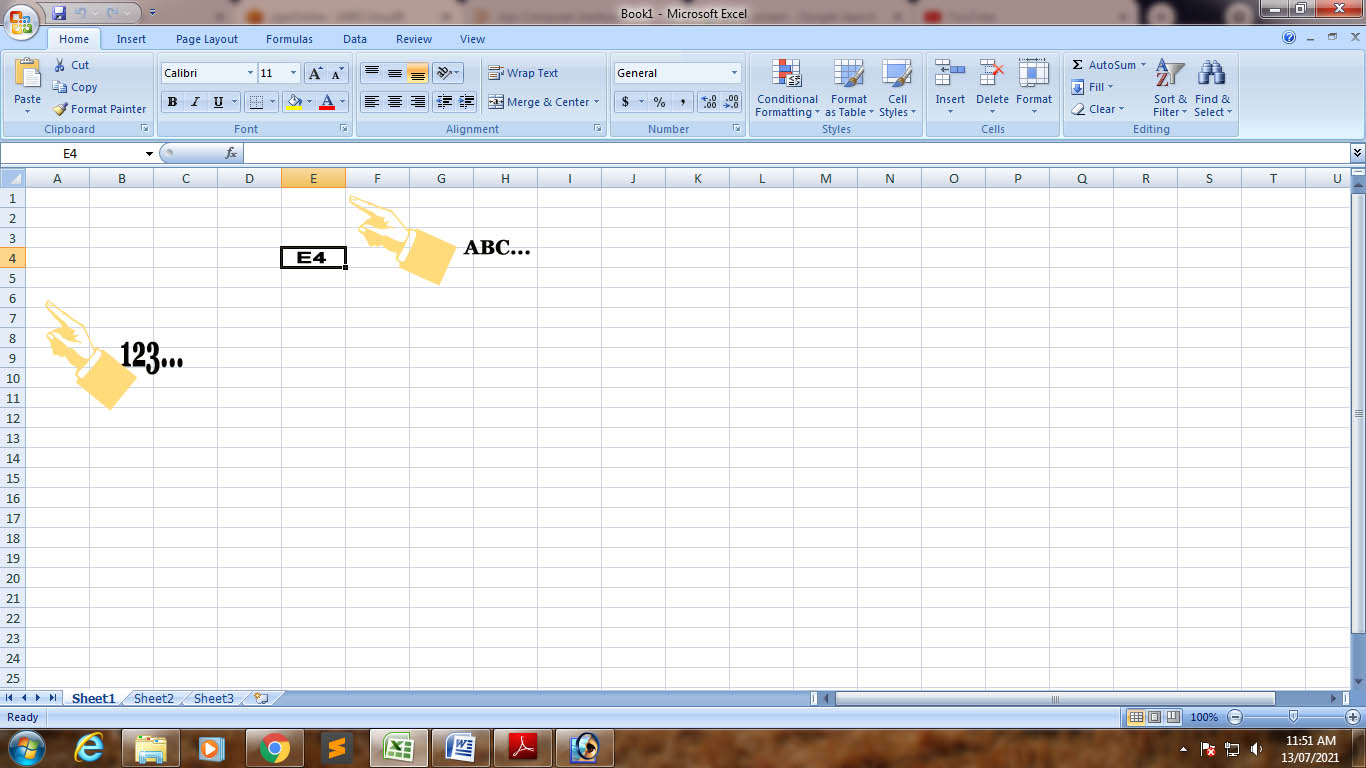 Book1 - Microsoft Excel
Home Insert Page Layout Formulas Data Review View
Paste
Cut
Copy
Format Painter
Clipboard
Calibri 11 A A
B I U A
Font
Wrap Text
Merge & Center
Alignment
General
$ % , .00 .00
Number
Conditional Formatting
Format as Table
Cell Styles
Styles
Insert Delete Format
Cells
Σ AutoSum
Fill
Clear
Sort & Filter
Find & Select
Editing
E4 fx
A B C D E F G H I J K L M N O P Q R S T U
1
2
3
ABC...
4
E4
5
6
7
8
9
123...
10
11
12
13
14
15
16
17
18
19
20
21
22
23
24
25
Sheet1 Sheet2 Sheet3
Ready 100%
11:51 AM
13/07/2021